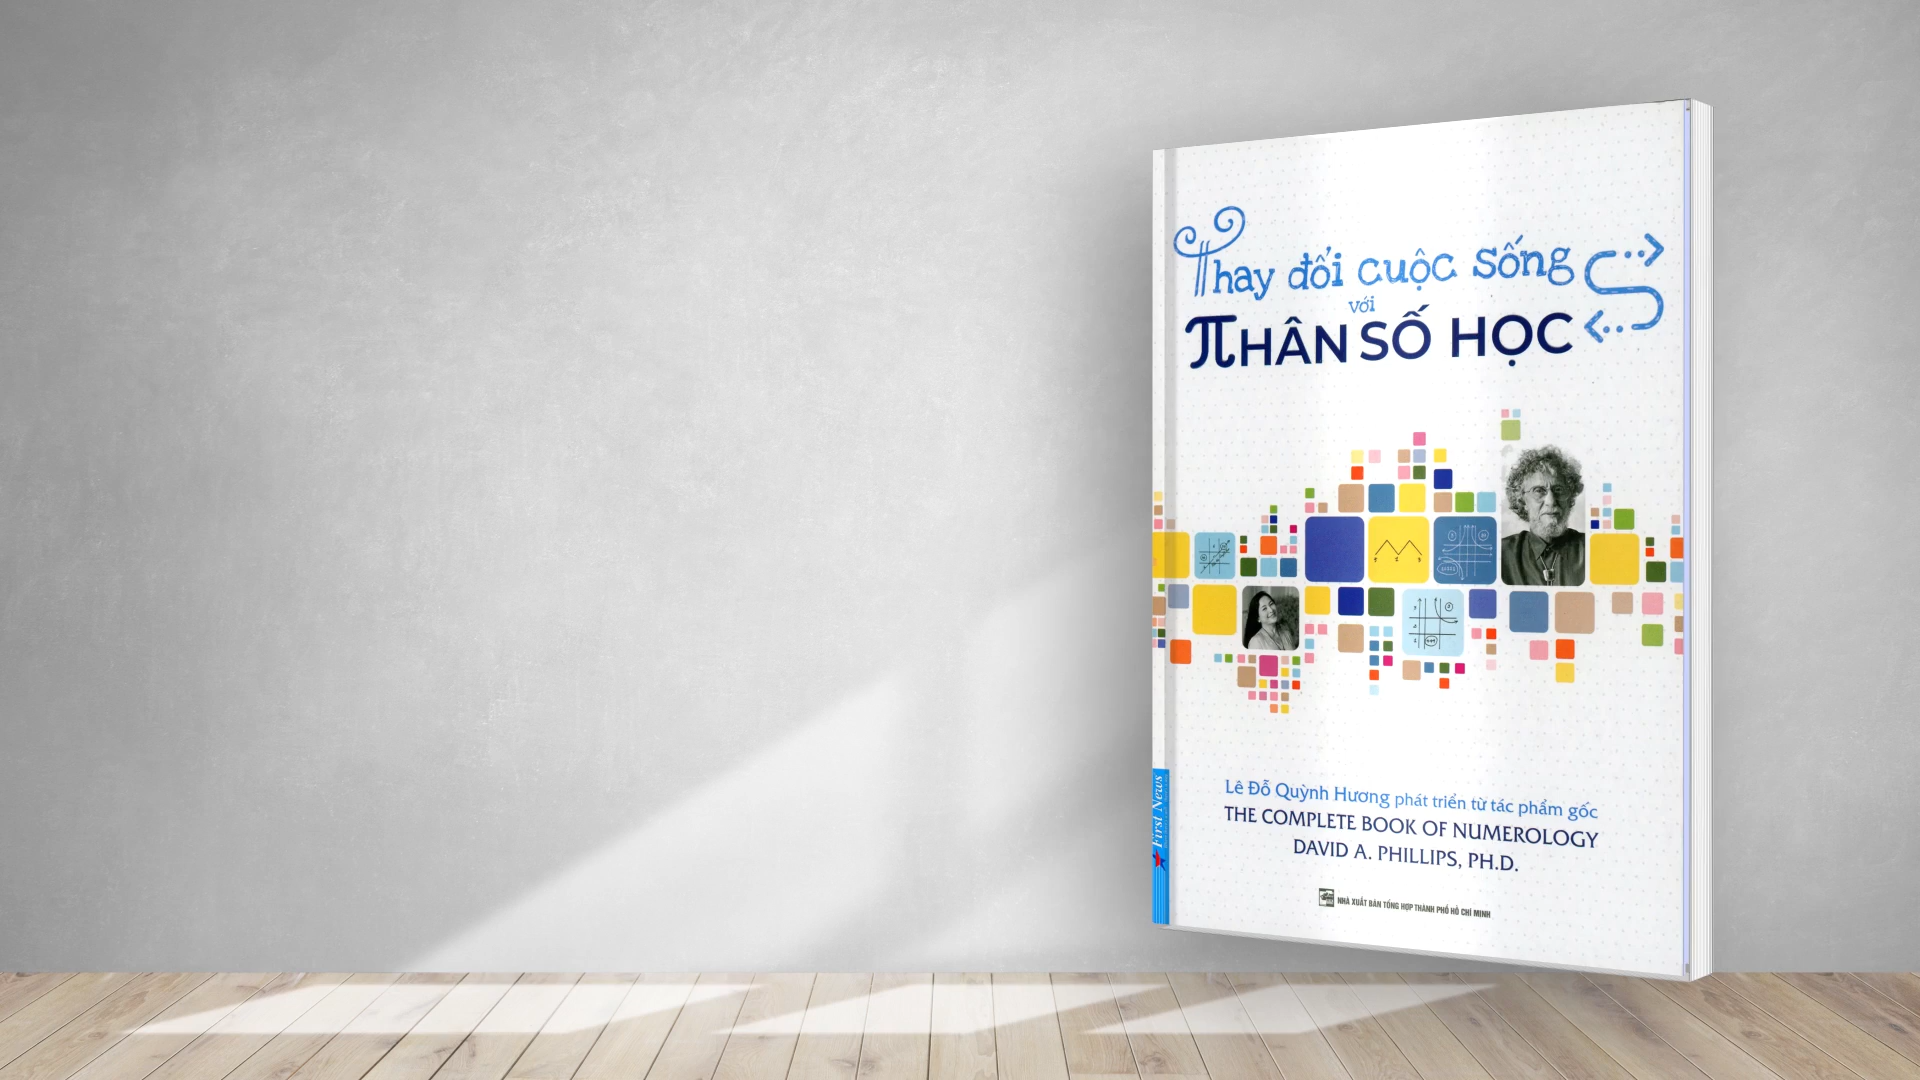 Thay đổi cuộc sống
với
NHÂN SỐ HỌC
Lê Đỗ Quỳnh Hương phát triển từ tác phẩm gốc
THE COMPLETE BOOK OF NUMEROLOGY
DAVID A. PHILLIPS, PH.D.
NHÀ XUẤT BẢN TỔNG HỢP THÀNH PHỐ HỒ CHÍ MINH
First News